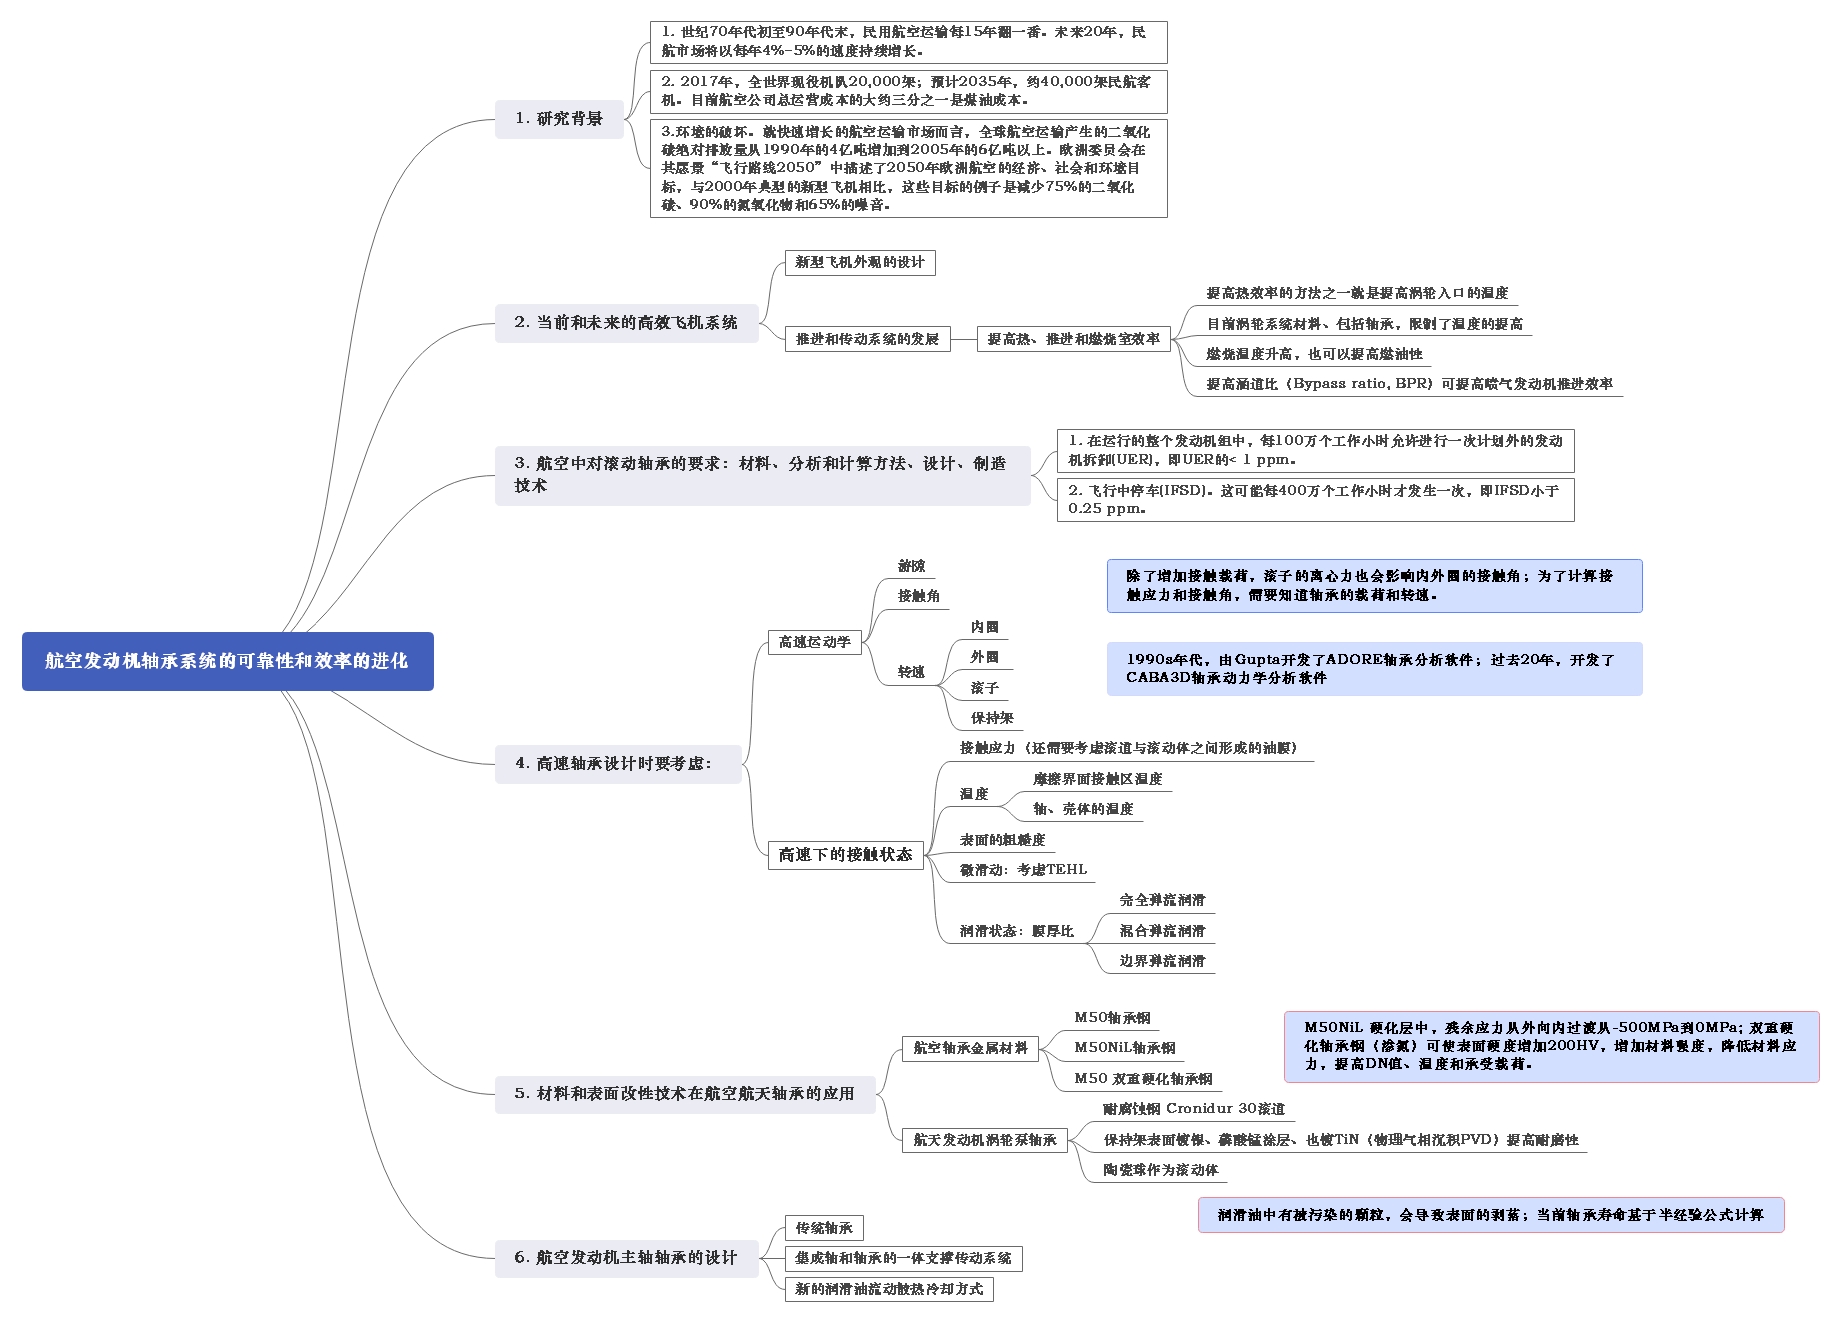 航空发动机轴承系统的可靠性和效率的进化
1. 研究背景
1. 世纪70年代初至90年代末，民用航空运输每15年翻一番。未来20年，民
航市场将以每年4%-5%的速度持续增长。
2. 2017年，全世界现役机队20,000架；预计2035年，约40,000架民航客
机。目前航空公司总运营成本的大约三分之一是煤油成本。
3.环境的破坏。就快速增长的航空运输市场而言，全球航空运输产生的二氧化
碳绝对排放量从1990年的4亿吨增加到2005年的6亿吨以上。欧洲委员会在
其愿景“飞行路线2050”中描述了2050年欧洲航空的经济、社会和环境目
标，与2000年典型的新型飞机相比，这些目标的例子是减少75%的二氧化
碳、90%的氮氧化物和65%的噪音。
2. 当前和未来的高效飞机系统
新型飞机外观的设计
推进和传动系统的发展
提高热、推进和燃烧室效率
提高热效率的方法之一就是提高涡轮入口的温度
目前涡轮系统材料、包括轴承，限制了温度的提高
燃烧温度升高，也可以提高燃油性
提高涵道比（Bypass ratio, BPR）可提高喷气发动机推进效率
3. 航空中对滚动轴承的要求：材料、分析和计算方法、设计、制造
技术
1. 在运行的整个发动机组中，每100万个工作小时允许进行一次计划外的发动
机拆卸(UER)，即UER的< 1 ppm。
2. 飞行中停车(IFSD)。这可能每400万个工作小时才发生一次，即IFSD小于
0.25 ppm。
4. 高速轴承设计时要考虑：
高速运动学
游隙
接触角
转速
内圈
外圈
滚子
保持架
除了增加接触载荷，滚子的离心力也会影响内外圈的接触角；为了计算接
触应力和接触角，需要知道轴承的载荷和转速。
1990s年代，由Gupta开发了ADORE轴承分析软件；过去20年，开发了
CABA3D轴承动力学分析软件
高速下的接触状态
接触应力（还需要考虑滚道与滚动体之间形成的油膜）
温度
摩擦界面接触区温度
轴、壳体的温度
表面的粗糙度
微滑动：考虑TEHL
润滑状态：膜厚比
完全弹流润滑
混合弹流润滑
边界弹流润滑
5. 材料和表面改性技术在航空航天轴承的应用
航空轴承金属材料
M50轴承钢
M50NiL轴承钢
M50 双重硬化轴承钢
M50NiL 硬化层中，残余应力从外向内过渡从-500MPa到0MPa；双重硬
化轴承钢（渗氮）可使表面硬度增加200HV，增加材料强度，降低材料应
力，提高DN值、温度和承受载荷。
航天发动机涡轮泵轴承
耐腐蚀钢 Cronidur 30滚道
保持架表面镀银、磷酸锰涂层、也镀TiN（物理气相沉积PVD）提高耐磨性
陶瓷球作为滚动体
润滑油中有被污染的颗粒，会导致表面的剥落；当前轴承寿命基于半经验公式计算
6. 航空发动机主轴轴承的设计
传统轴承
集成轴和轴承的一体支撑传动系统
新的润滑油流动散热冷却方式